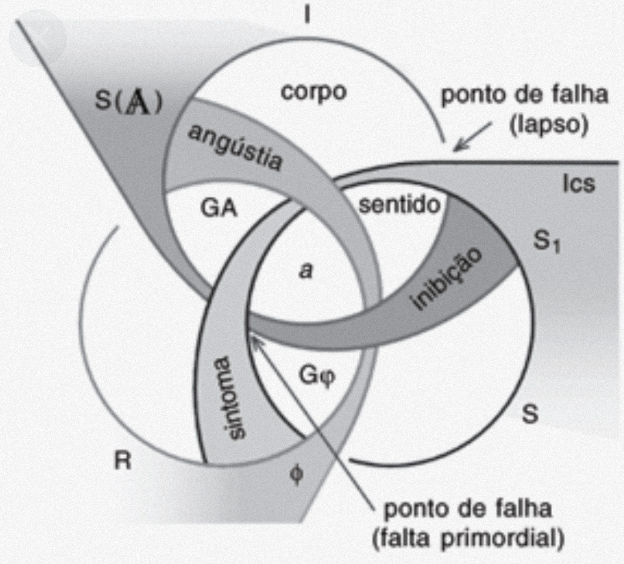 I
corpo
S(Ⱥ)
ponto de falha
(lapso)
angústia
Ics
GA
sentido
S₁
a
inibição
Gφ
sintoma
S
R
ϕ
ponto de falha
(falta primordial)